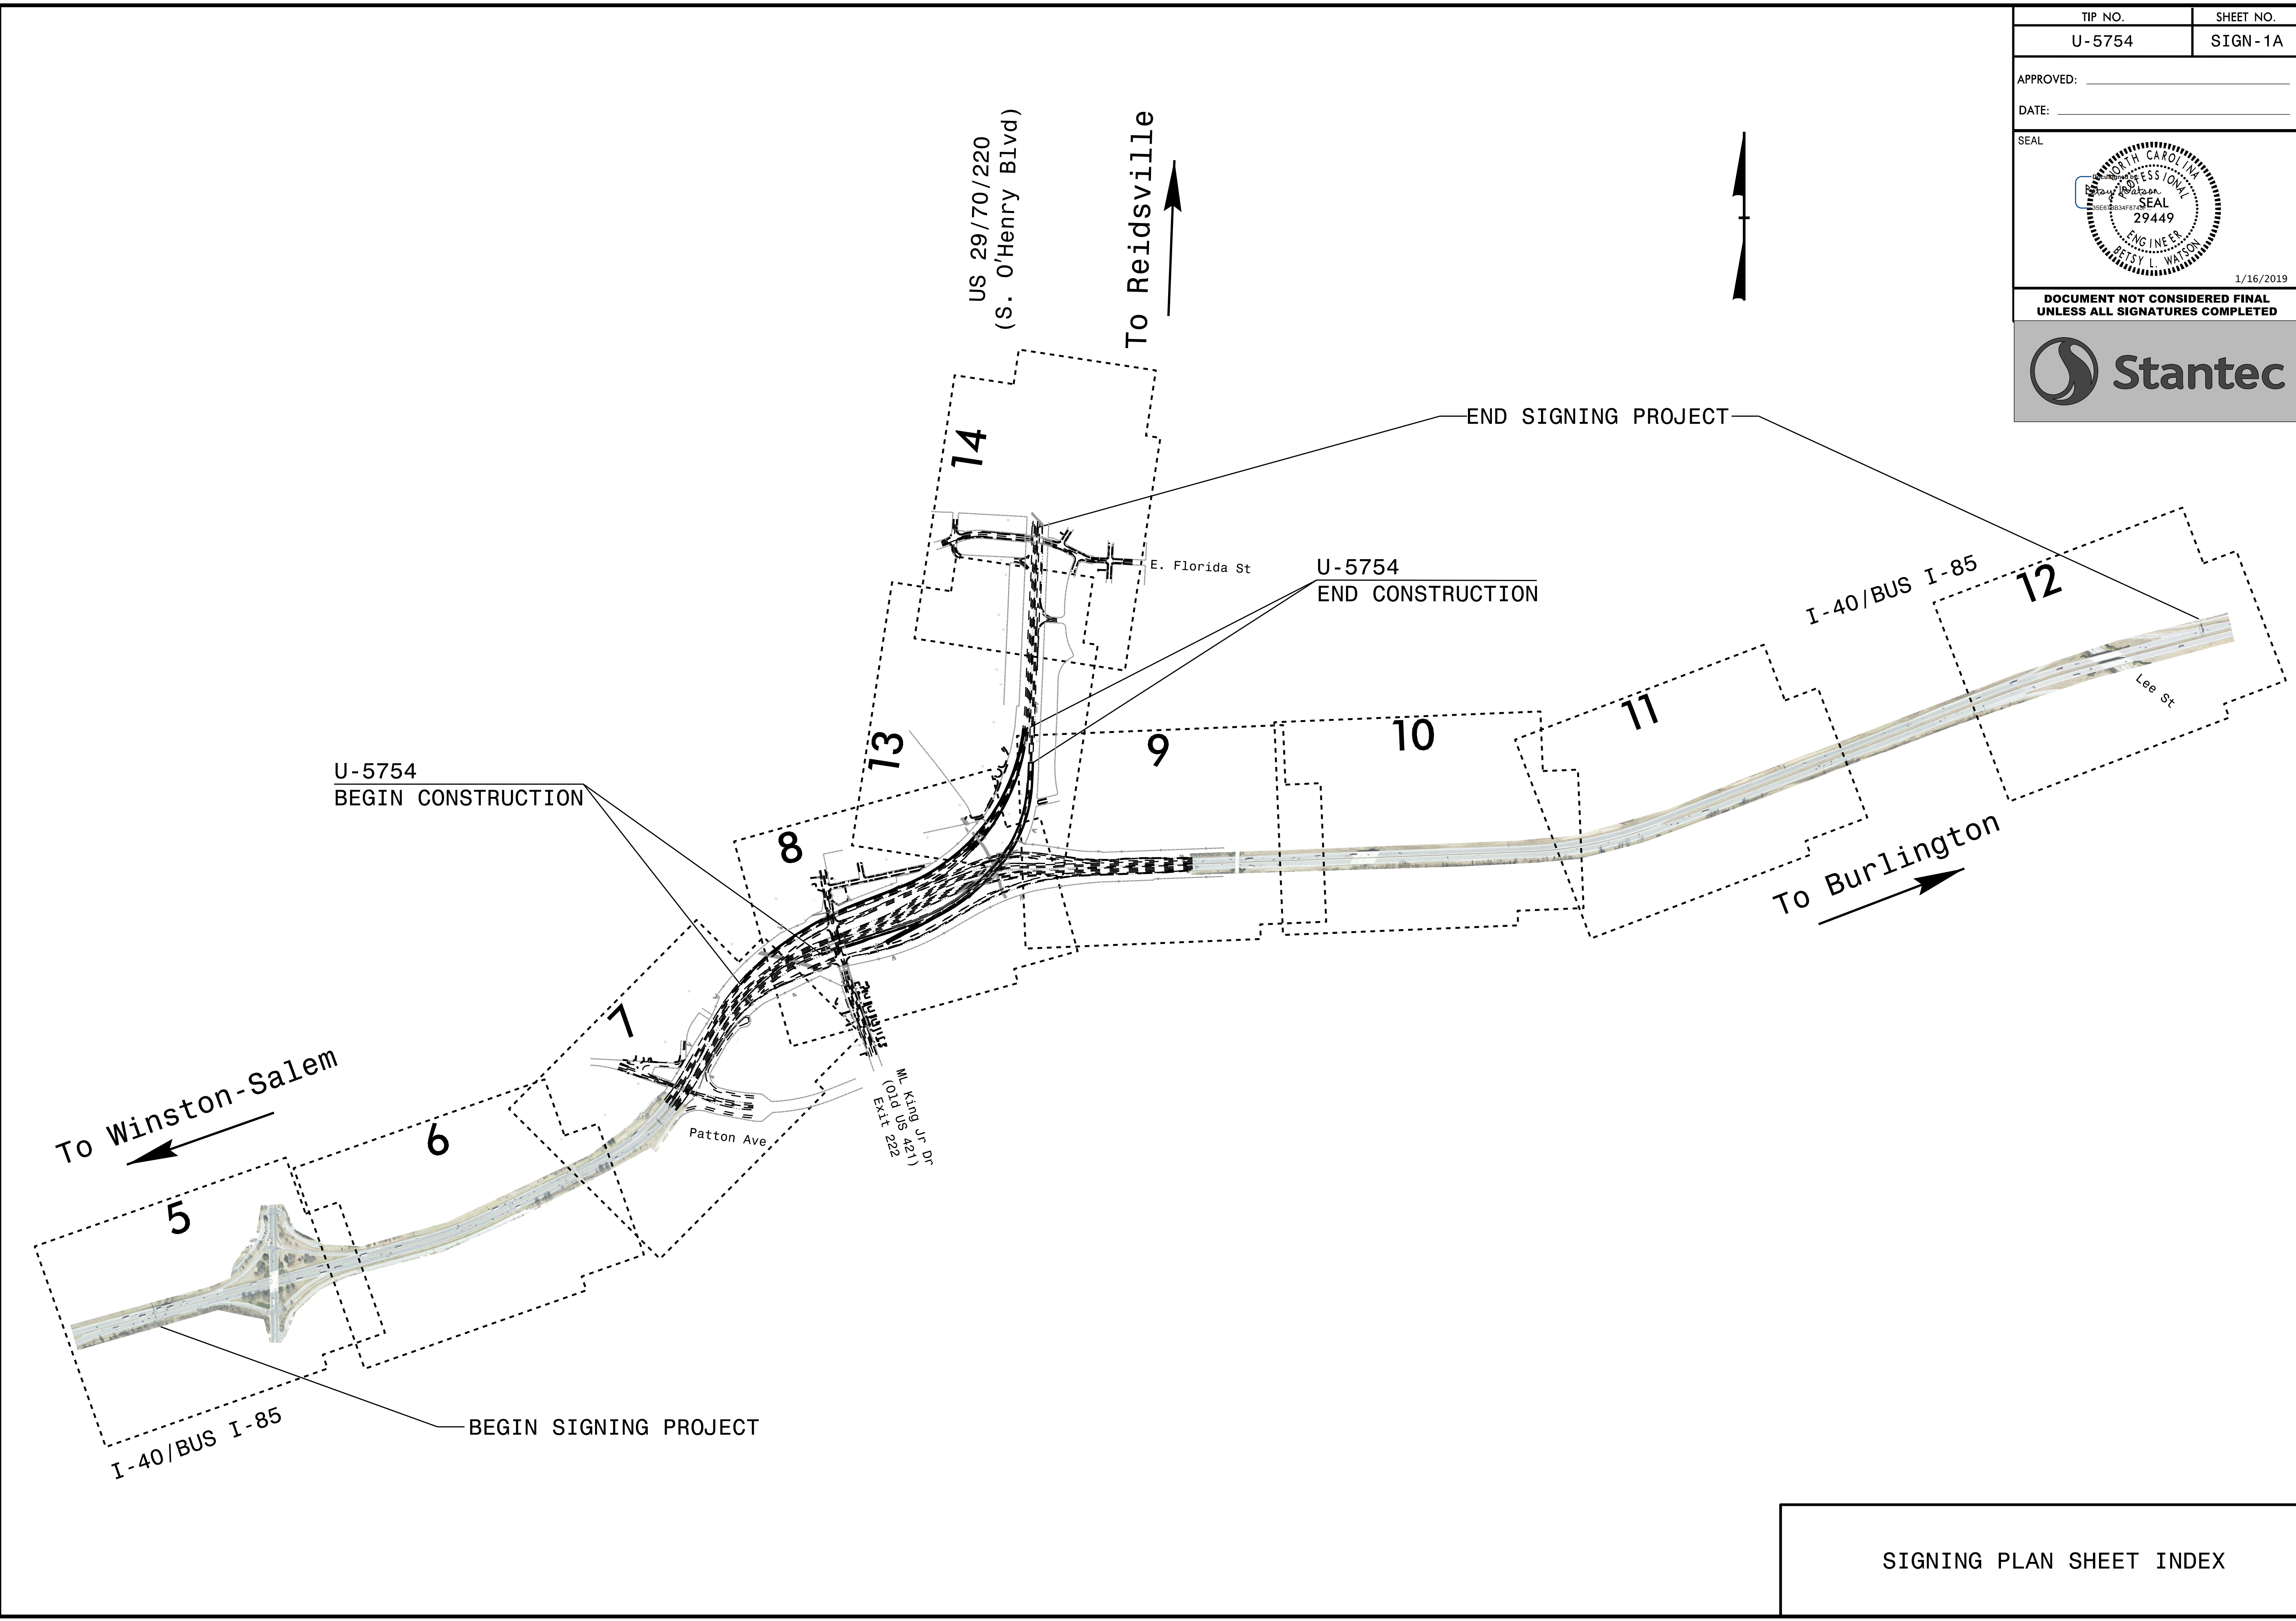 TIP NO.
SHEET NO.
U-5754
SIGN-1A
APPROVED:
DATE:
SEAL
NORTH CAROLINA
PROFESSIONAL
SEAL
29449
ENGINEER
BETSY L. WATSON
Betsy Watson
1/16/2019
DOCUMENT NOT CONSIDERED FINAL
UNLESS ALL SIGNATURES COMPLETED
Stantec
US 29/70/220
(S. O'Henry Blvd)
To Reidsville
END SIGNING PROJECT
14
E. Florida St
U-5754
END CONSTRUCTION
I-40/BUS I-85
12
Lee St
11
10
9
13
U-5754
BEGIN CONSTRUCTION
8
To Burlington
7
ML King Jr Dr
(Old US 421)
Exit 222
Patton Ave
To Winston-Salem
6
5
BEGIN SIGNING PROJECT
I-40/BUS I-85
SIGNING PLAN SHEET INDEX